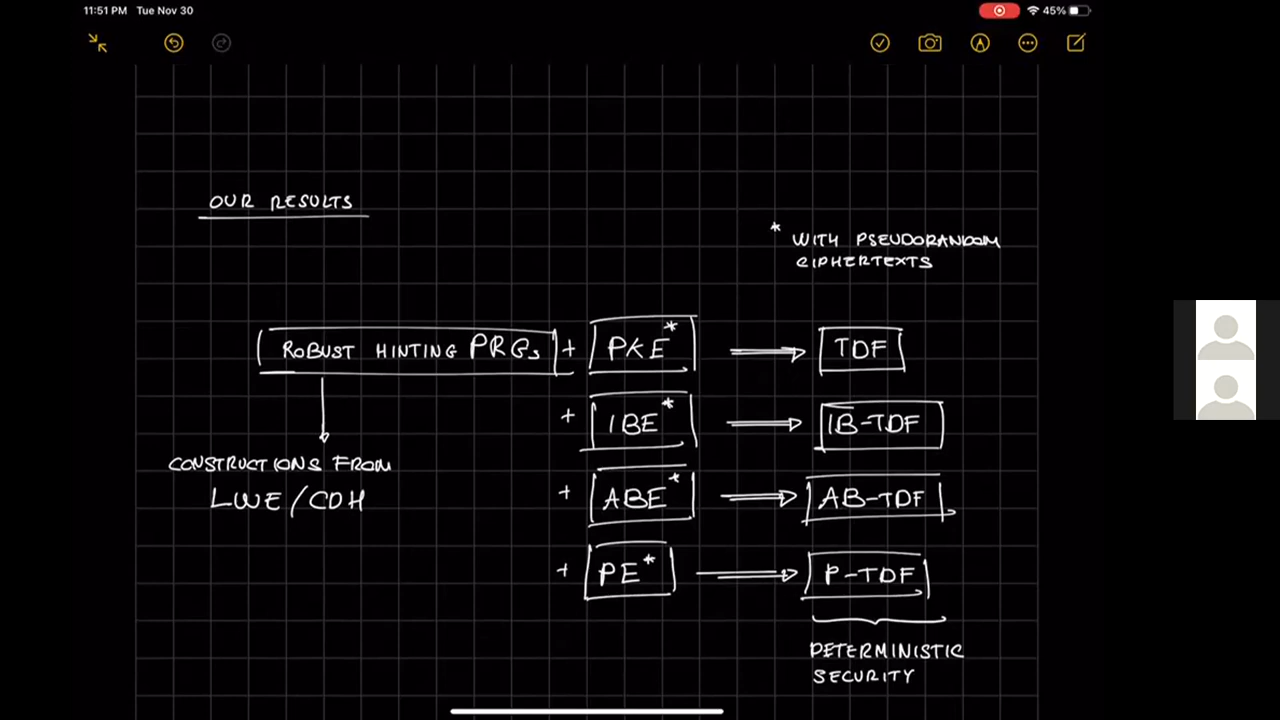 11:51 PM Tue Nov 30
45%
OUR RESULTS
* WITH PSEUDORANDOM
CIPHERTEXTS
ROBUST HINTING PRGs + PKE* ⟹ TDF
+ IBE* ⟹ IB-TDF
CONSTRUCTIONS FROM
LWE/CDH
+ ABE* ⟹ AB-TDF
+ PE* ⟹ P-TDF
DETERMINISTIC
SECURITY